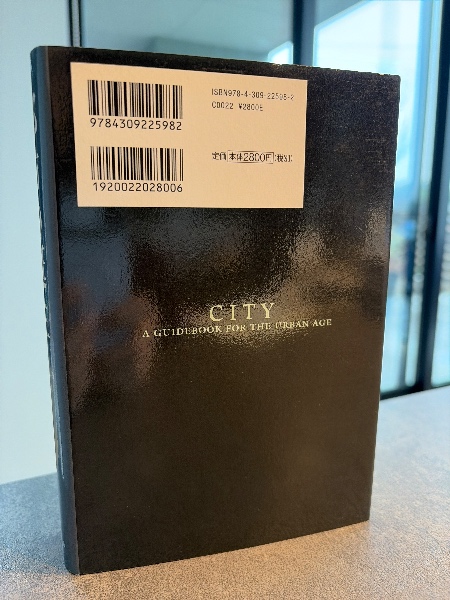 9784309225982
1920022028006
ISBN978-4-309-22598-2
C0022 ¥2800E
定価 本体2800円 (税別)
CITY
A GUIDEBOOK FOR THE URBAN AGE